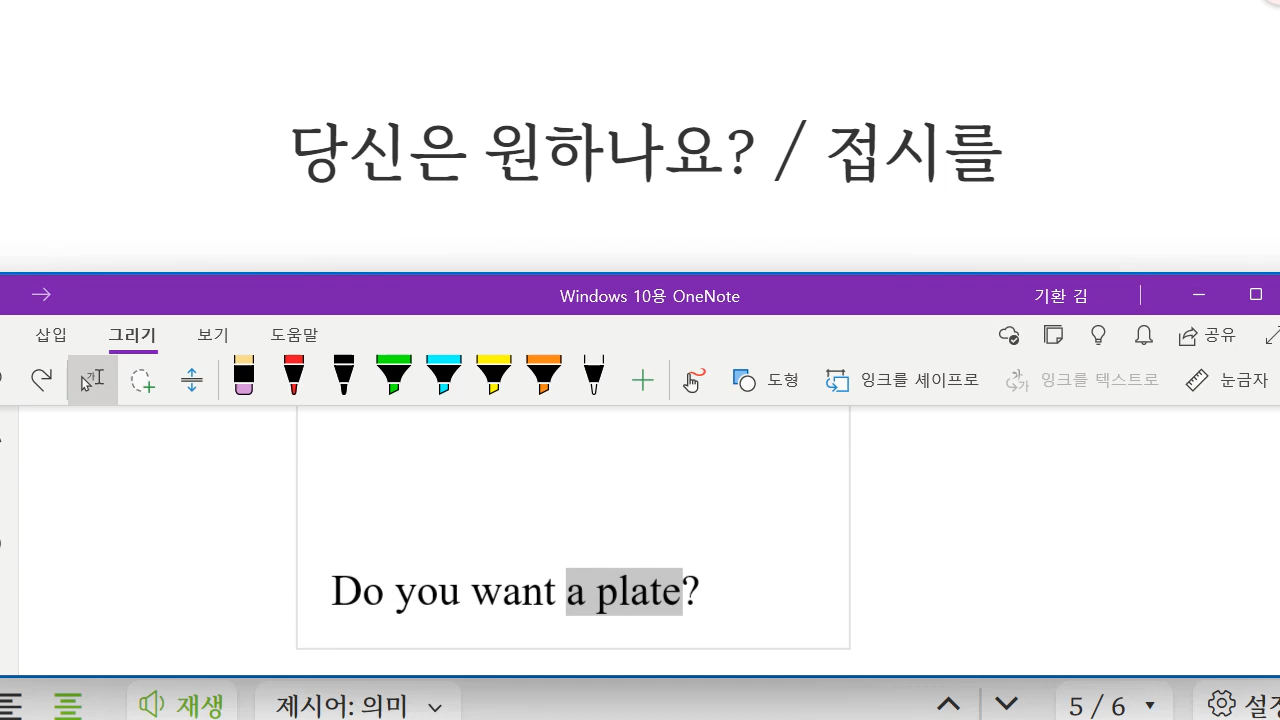 당신은 원하나요? / 접시를
Windows 10용 OneNote
기환 김
삽입 그리기 보기 도움말 공유
도형 잉크를 셰이프로 잉크를 텍스트로
Do you want a plate?
재생 제시어: 의미 5 / 6